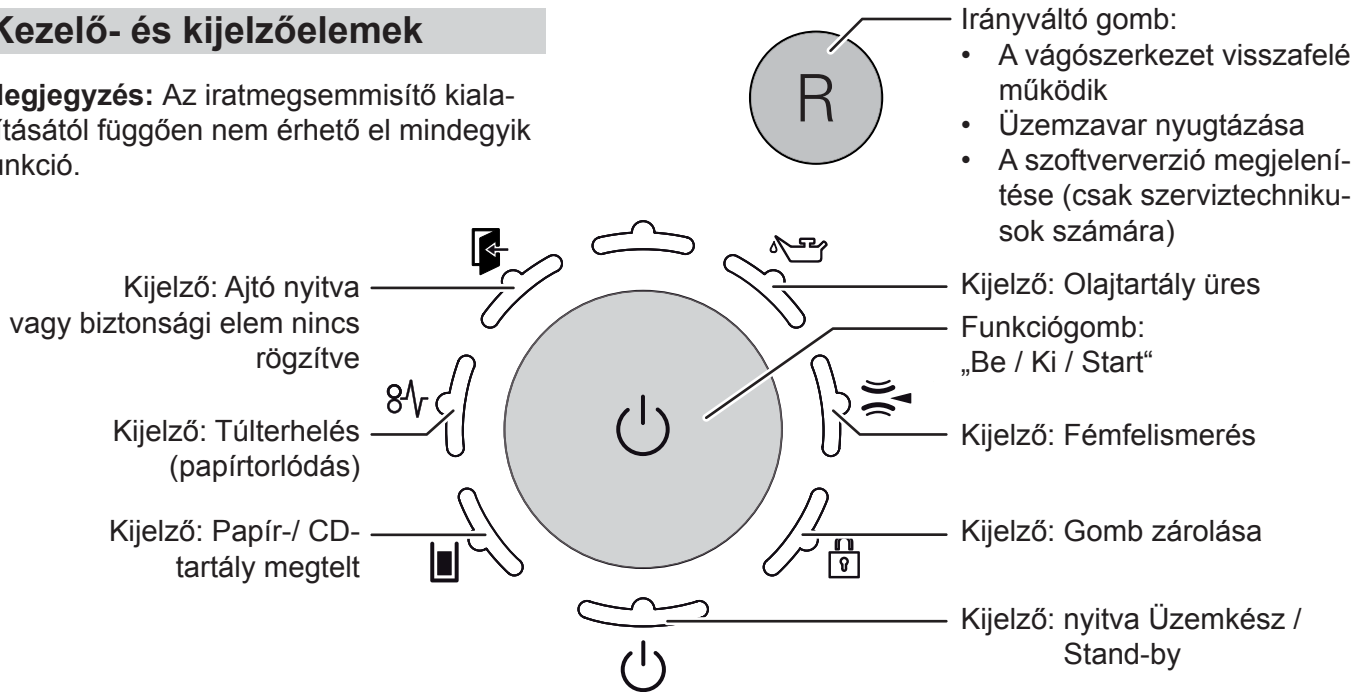 Kezelő- és kijelzőelemek
Megjegyzés: Az iratmegsemmisítő kiala-
ításától függően nem érhető el mindegyik
unkció.
R
Irányváltó gomb:
• A vágószerkezet visszafelé
működik
• Üzemzavar nyugtázása
• A szoftververzió megjelení-
tése (csak szerviztechniku-
sok számára)
Kijelző: Ajtó nyitva
vagy biztonsági elem nincs
rögzítve
Kijelző: Túlterhelés
(papírtorlódás)
Kijelző: Papír-/ CD-
tartály megtelt
Kijelző: Olajtartály üres
Funkciógomb:
„Be / Ki / Start“
Kijelző: Fémfelismerés
Kijelző: Gomb zárolása
Kijelző: nyitva Üzemkész /
Stand-by